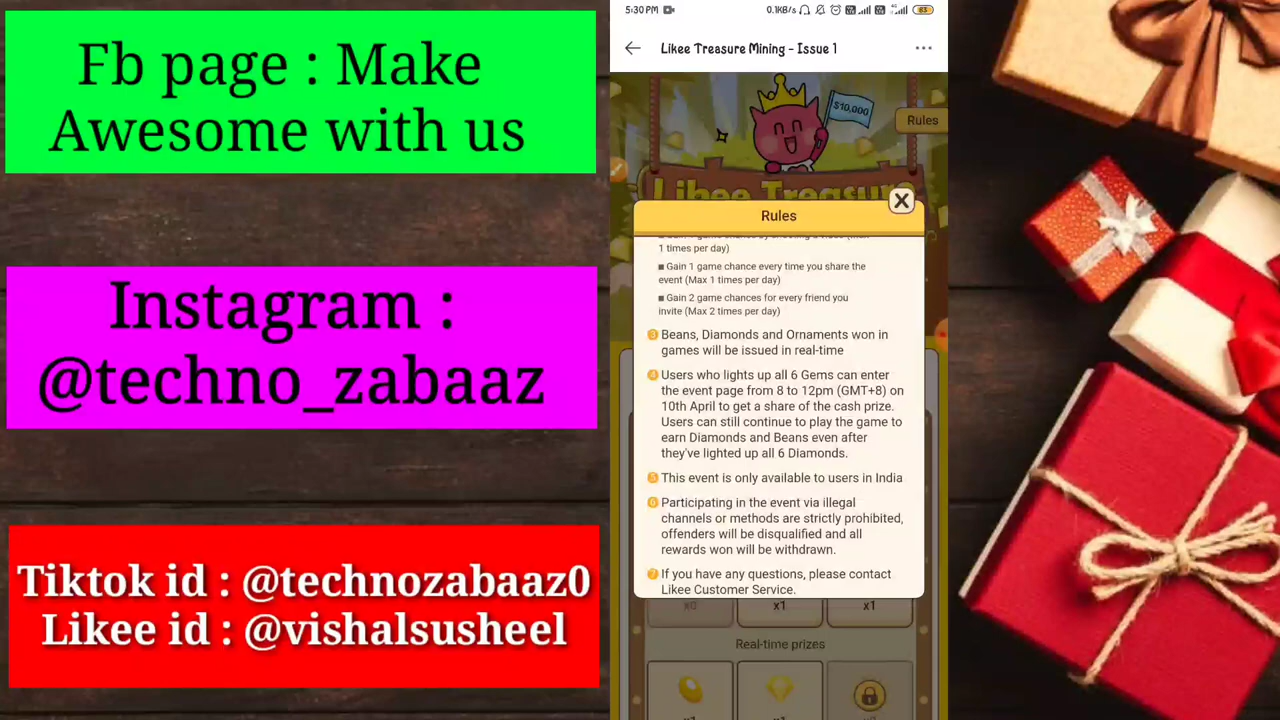 Fb page : Make
Awesome with us
Instagram :
@techno_zabaaz
Tiktok id : @technozabaaz0
Likee id : @vishalsusheel
5:30 PM
0.1KB/s
83
Likee Treasure Mining - Issue 1
$10,000
Rules
Likee Treasure
Rules
1 times per day)
■ Gain 1 game chance every time you share the
event (Max 1 times per day)
■ Gain 2 game chances for every friend you
invite (Max 2 times per day)
3 Beans, Diamonds and Ornaments won in
games will be issued in real-time
4 Users who lights up all 6 Gems can enter
the event page from 8 to 12pm (GMT+8) on
10th April to get a share of the cash prize.
Users can still continue to play the game to
earn Diamonds and Beans even after
they've lighted up all 6 Diamonds.
5 This event is only available to users in India
6 Participating in the event via illegal
channels or methods are strictly prohibited,
offenders will be disqualified and all
rewards won will be withdrawn.
7 If you have any questions, please contact
Likee Customer Service.
x0 x1 x1
Real-time prizes